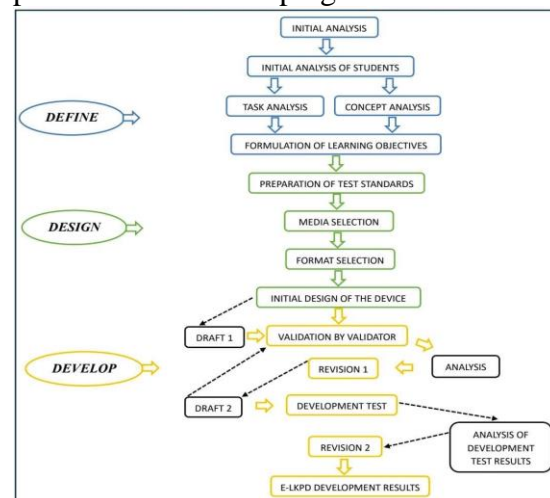 INITIAL ANALYSIS
INITIAL ANALYSIS OF STUDENTS
TASK ANALYSIS
CONCEPT ANALYSIS
DEFINE
FORMULATION OF LEARNING OBJECTIVES
PREPARATION OF TEST STANDARDS
DESIGN
MEDIA SELECTION
FORMAT SELECTION
INITIAL DESIGN OF THE DEVICE
DRAFT 1
VALIDATION BY VALIDATOR
DEVELOP
REVISION 1
ANALYSIS
DRAFT 2
DEVELOPMENT TEST
REVISION 2
ANALYSIS OF
DEVELOPMENT
TEST RESULTS
E-LKPD DEVELOPMENT RESULTS